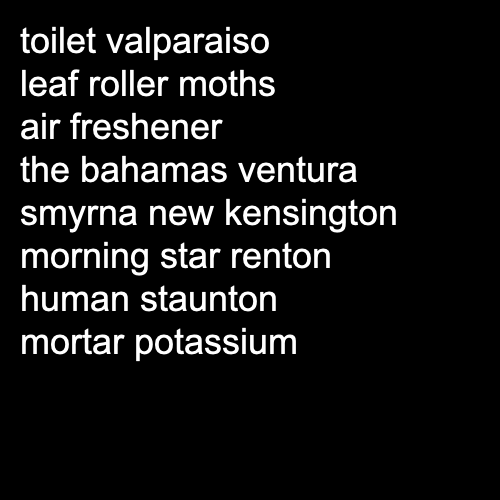 toilet valparaiso
leaf roller moths
air freshener
the bahamas ventura
smyrna new kensington
morning star renton
human staunton
mortar potassium